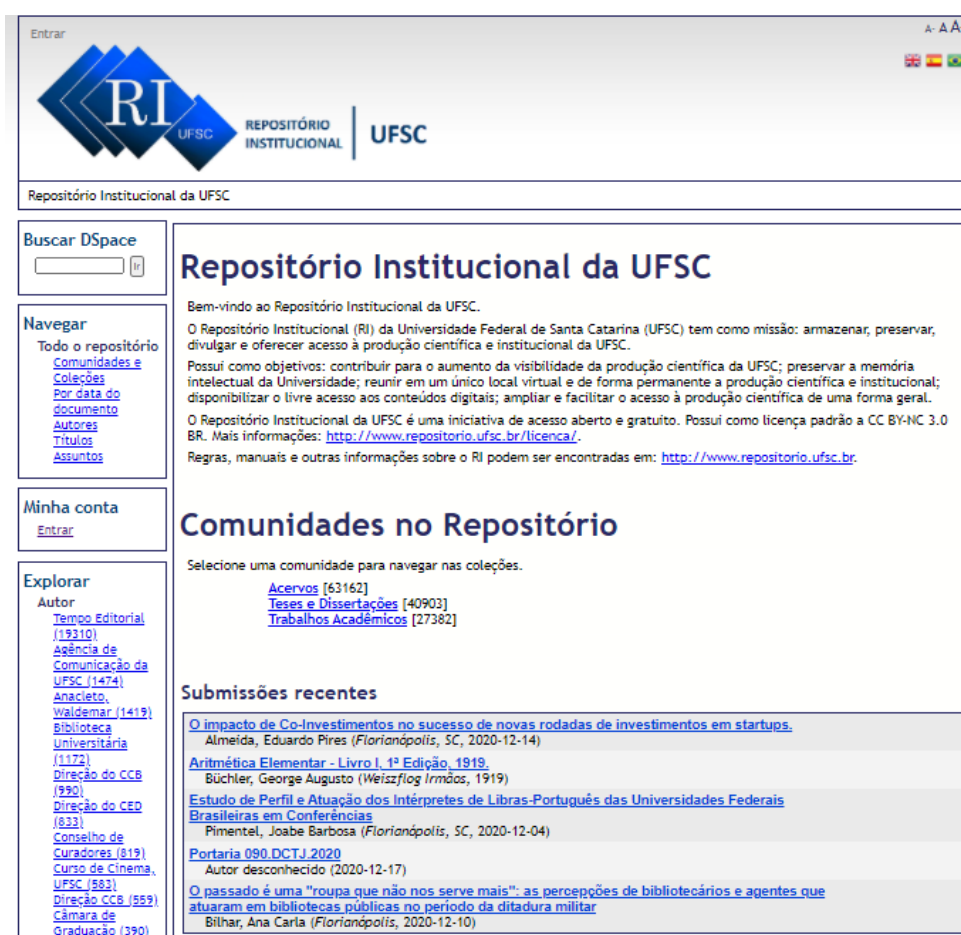 Entrar
A- A A
RI
UFSC
REPOSITÓRIO
INSTITUCIONAL
UFSC
Repositório Institucional da UFSC
Buscar DSpace
Ir
Navegar
Todo o repositório
Comunidades e
Coleções
Por data do
documento
Autores
Títulos
Assuntos
Minha conta
Entrar
Explorar
Autor
Tempo Editorial
(19310)
Agência de
Comunicação da
UFSC (1474)
Anacleto,
Waldemar (1419)
Biblioteca
Universitária
(1172)
Direção do CCB
(990)
Direção do CED
(833)
Conselho de
Curadores (819)
Curso de Cinema,
UFSC (583)
Direção CCB (559)
Câmara de
Graduação (390)
Repositório Institucional da UFSC
Bem-vindo ao Repositório Institucional da UFSC.
O Repositório Institucional (RI) da Universidade Federal de Santa Catarina (UFSC) tem como missão: armazenar, preservar,
divulgar e oferecer acesso à produção científica e institucional da UFSC.
Possui como objetivos: contribuir para o aumento da visibilidade da produção científica da UFSC; preservar a memória
intelectual da Universidade; reunir em um único local virtual e de forma permanente a produção científica e institucional;
disponibilizar o livre acesso aos conteúdos digitais; ampliar e facilitar o acesso à produção científica de uma forma geral.
O Repositório Institucional da UFSC é uma iniciativa de acesso aberto e gratuito. Possui como licença padrão a CC BY-NC 3.0
BR. Mais informações: http://www.repositorio.ufsc.br/licenca/.
Regras, manuais e outras informações sobre o RI podem ser encontradas em: http://www.repositorio.ufsc.br.
Comunidades no Repositório
Selecione uma comunidade para navegar nas coleções.
Acervos [63162]
Teses e Dissertações [40903]
Trabalhos Acadêmicos [27382]
Submissões recentes
O impacto de Co-Investimentos no sucesso de novas rodadas de investimentos em startups.
Almeida, Eduardo Pires (Florianópolis, SC, 2020-12-14)
Aritmética Elementar - Livro I, 1ª Edição, 1919.
Büchler, George Augusto (Weiszflog Irmãos, 1919)
Estudo de Perfil e Atuação dos Intérpretes de Libras-Português das Universidades Federais
Brasileiras em Conferências
Pimentel, Joabe Barbosa (Florianópolis, SC, 2020-12-04)
Portaria 090.DCTJ.2020
Autor desconhecido (2020-12-17)
O passado é uma "roupa que não nos serve mais": as percepções de bibliotecários e agentes que
atuaram em bibliotecas públicas no período da ditadura militar
Bilhar, Ana Carla (Florianópolis, 2020-12-10)